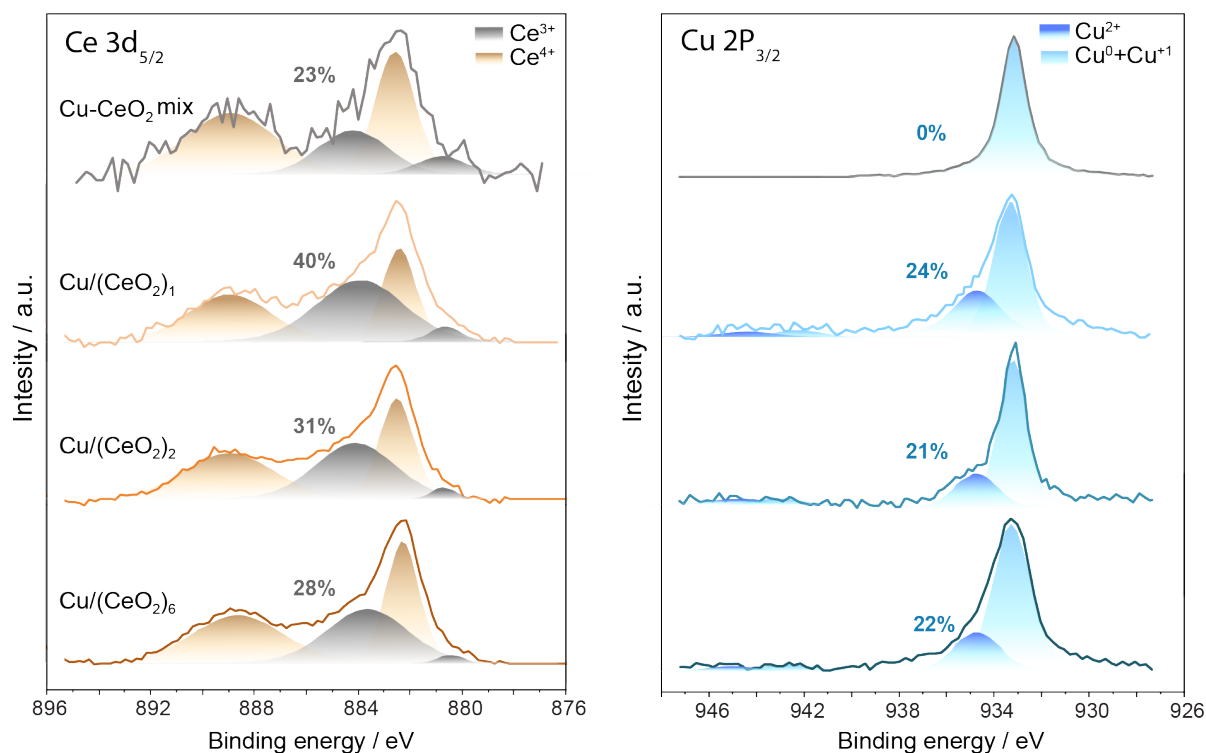 Ce 3d5/2
Ce3+
Ce4+
23%
Cu-CeO2 mix
40%
Cu/(CeO2)1
31%
Cu/(CeO2)2
28%
Cu/(CeO2)6
Intesity / a.u.
896 892 888 884 880 876
Binding energy / eV
Cu 2P3/2
Cu2+
Cu0+Cu+1
0%
24%
21%
22%
Intesity / a.u.
946 942 938 934 930 926
Binding energy / eV